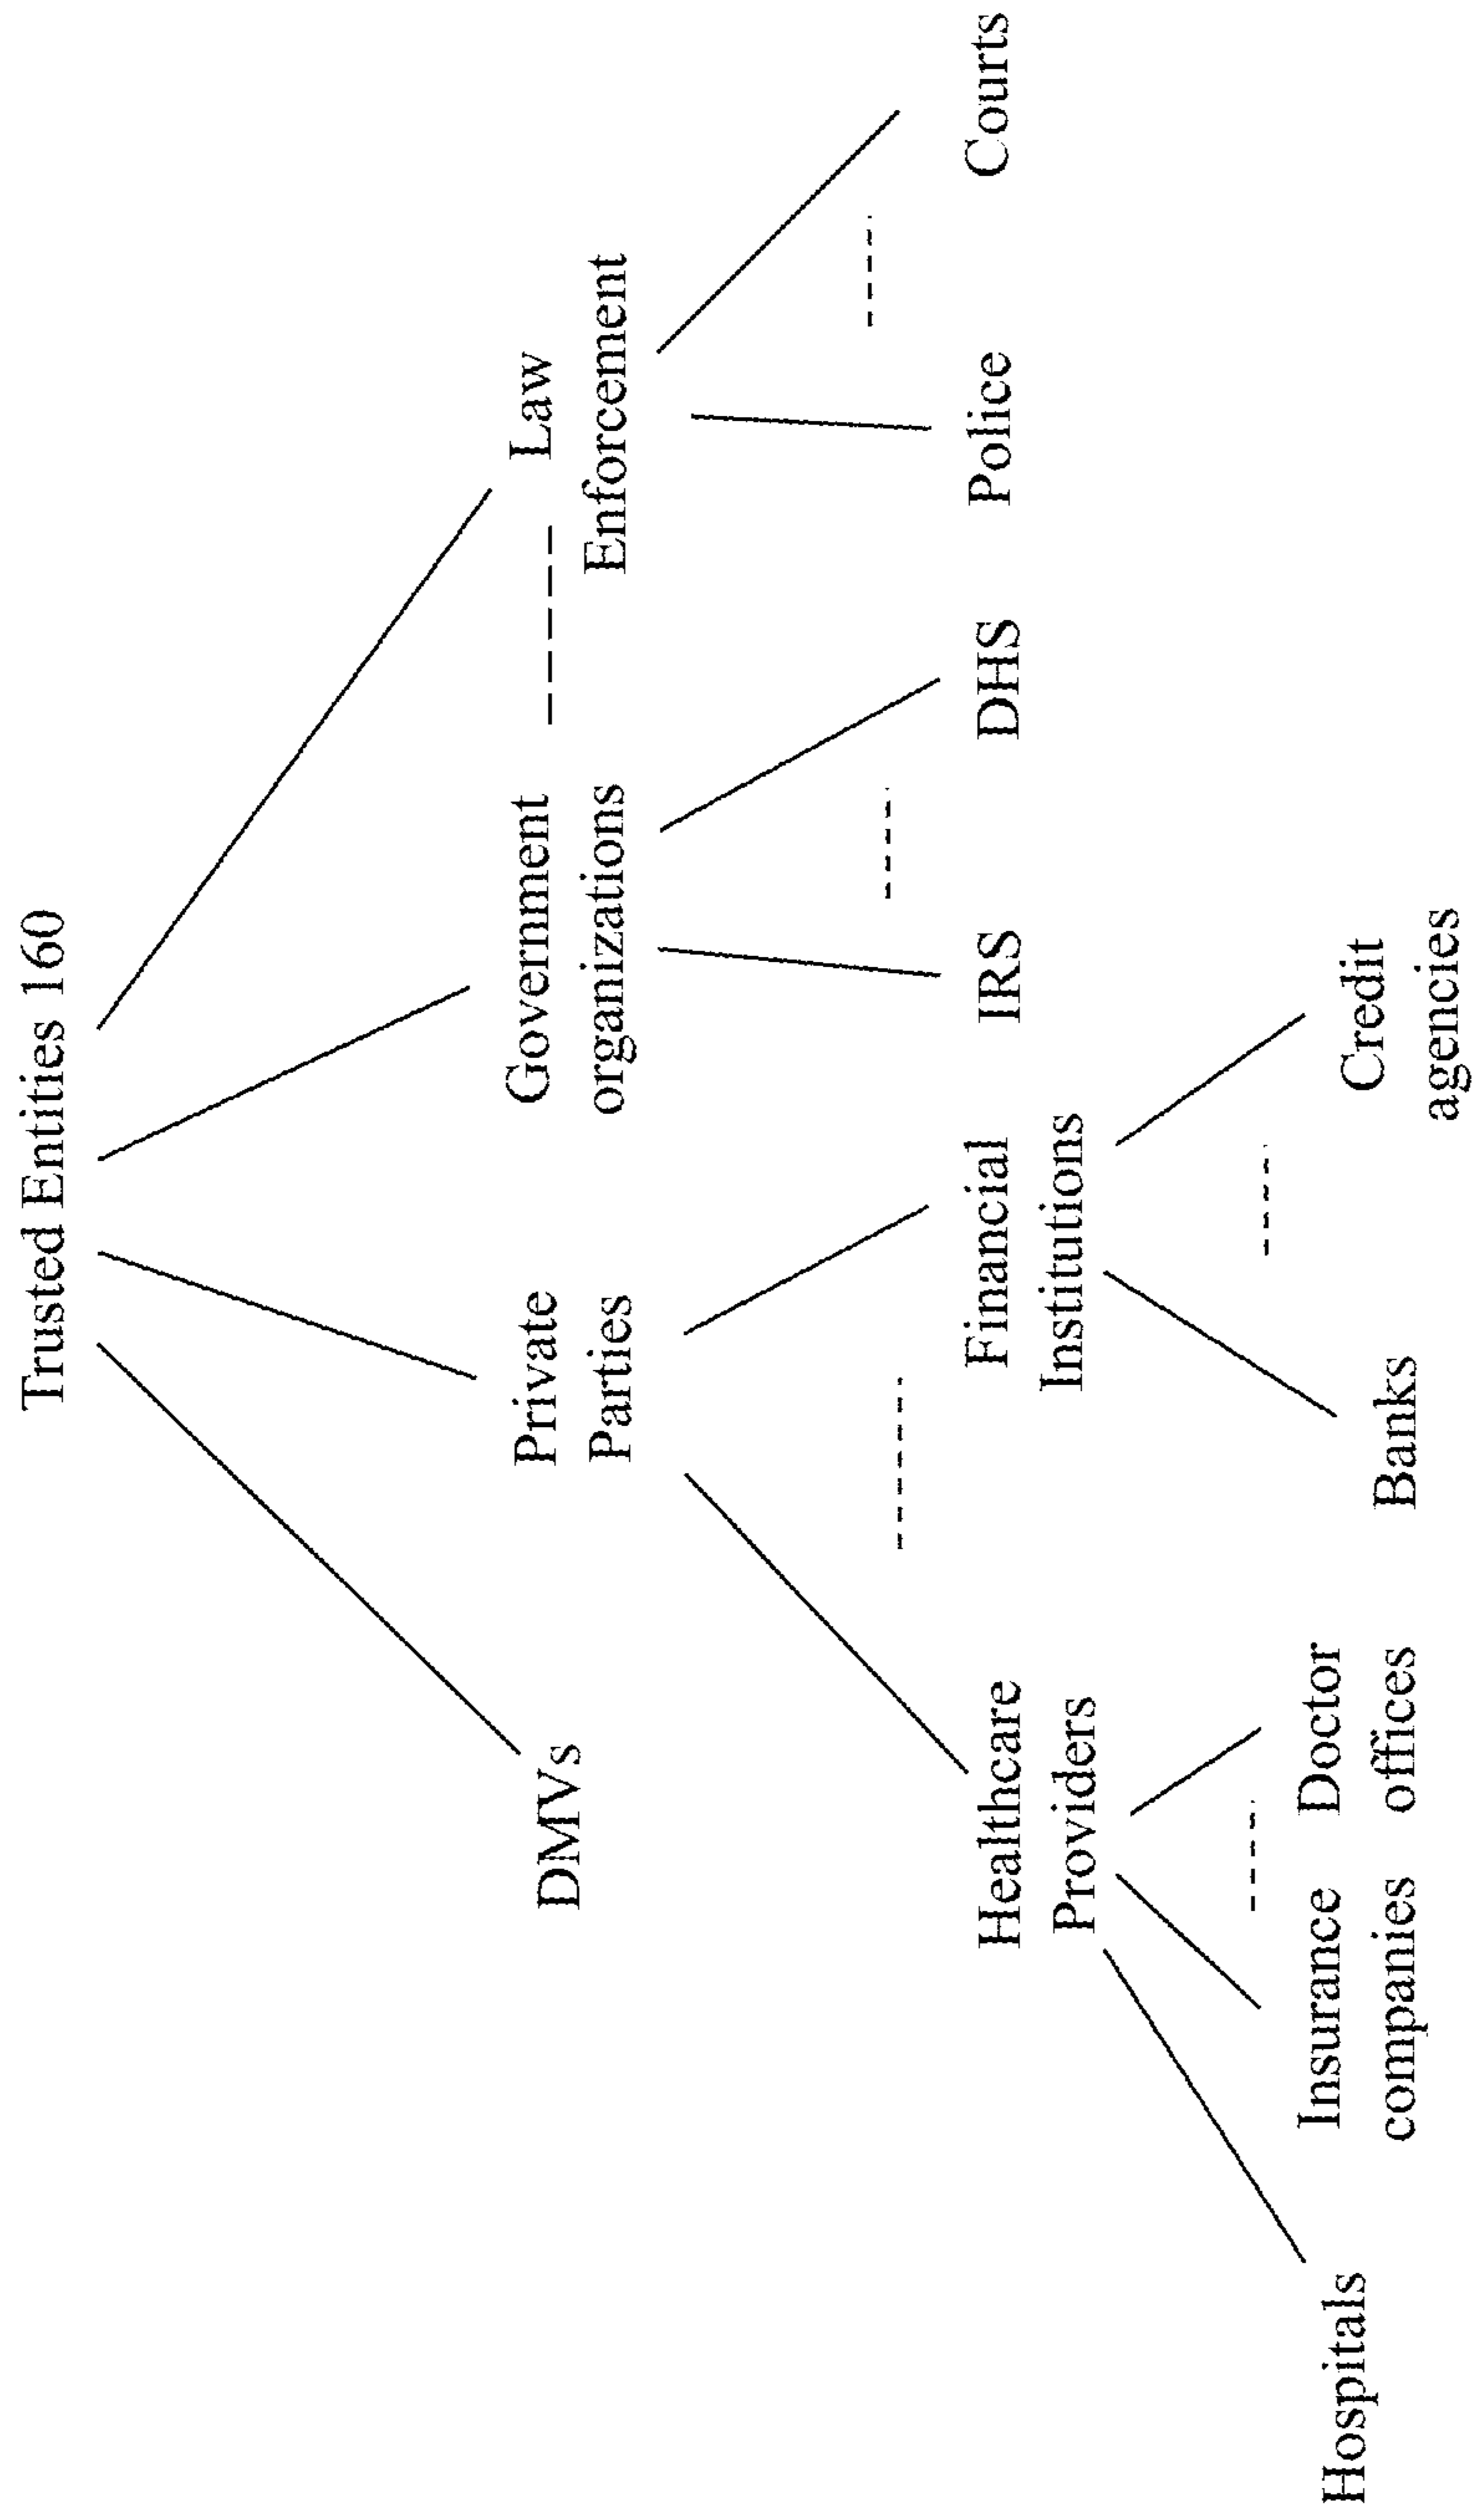 Trusted Entities 160
DMVs
Private
Parties
Government
organizations
Law
Enforcement
Healthcare
Providers
Financial
Institutions
IRS
DHS
Police
Courts
Hospitals
Insurance
companies
Doctor
offices
Banks
Credit
agencies